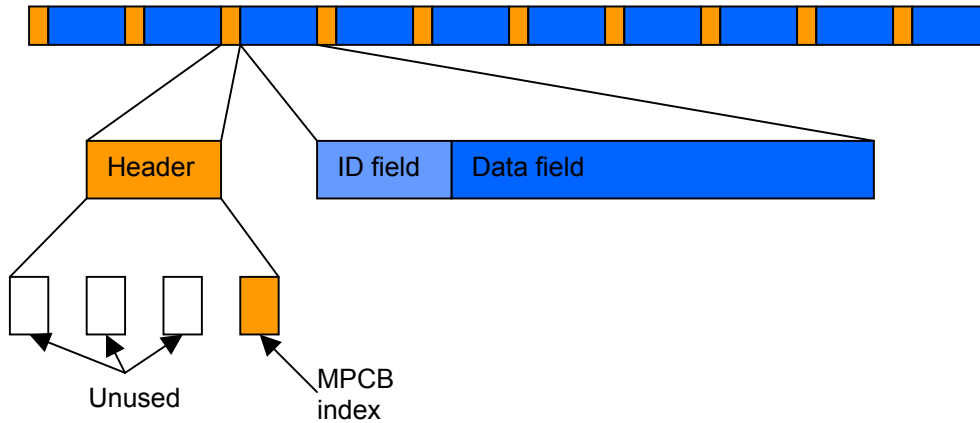 Header
ID field
Data field
Unused
MPCB
index